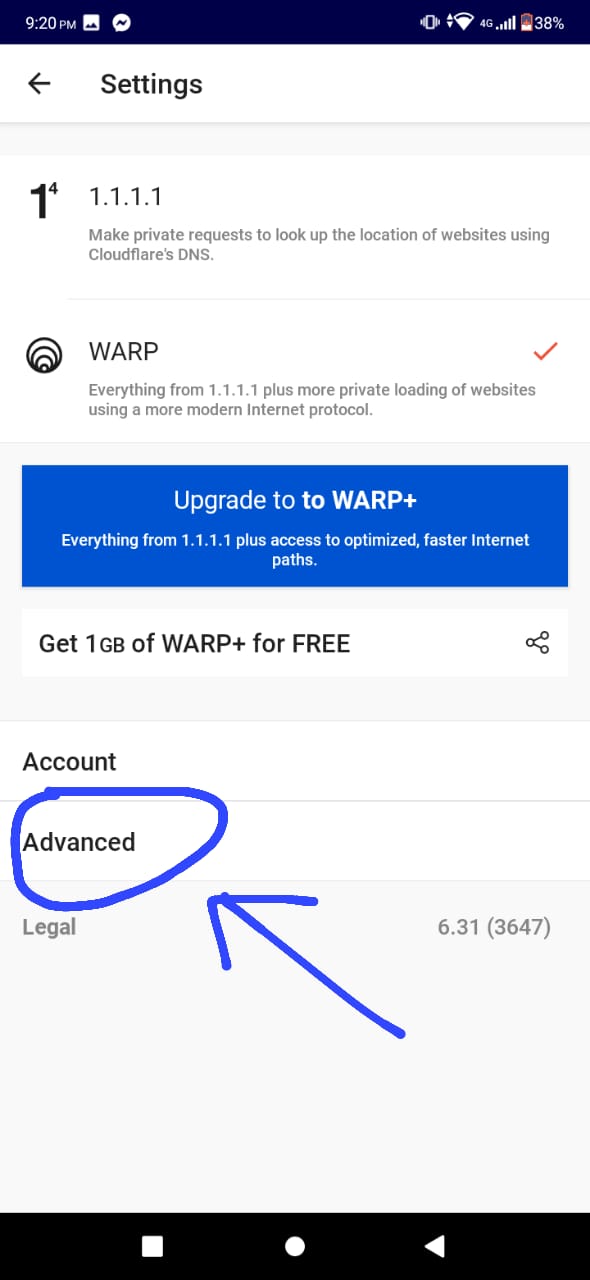 9:20 PM 4G 38%
Settings
1⁴ 1.1.1.1
Make private requests to look up the location of websites using
Cloudflare's DNS.
WARP
Everything from 1.1.1.1 plus more private loading of websites
using a more modern Internet protocol.
Upgrade to to WARP+
Everything from 1.1.1.1 plus access to optimized, faster Internet
paths.
Get 1GB of WARP+ for FREE
Account
Advanced
Legal 6.31 (3647)